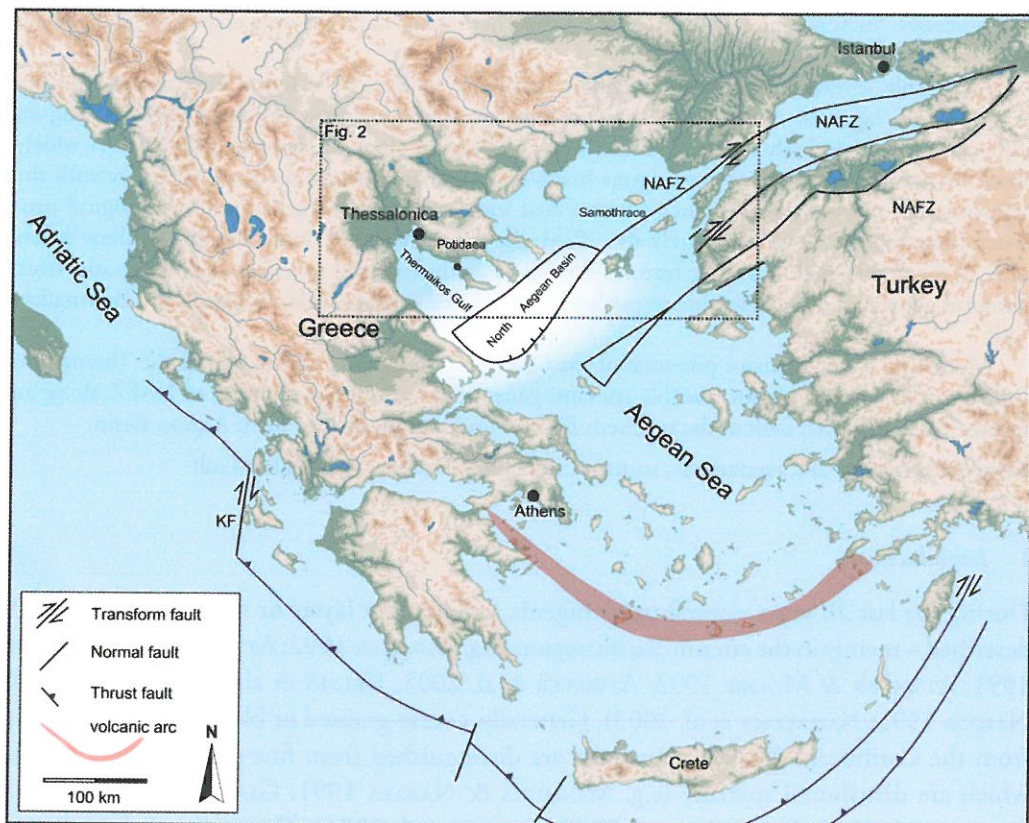 Istanbul
NAFZ
Fig. 2
NAFZ
NAFZ
Samothrace
Thessalonica
Potidaea
Thermaikos Gulf
North Aegean Basin
Adriatic Sea
Greece
Turkey
Aegean Sea
Athens
KF
Crete
Transform fault
Normal fault
Thrust fault
volcanic arc
N
100 km